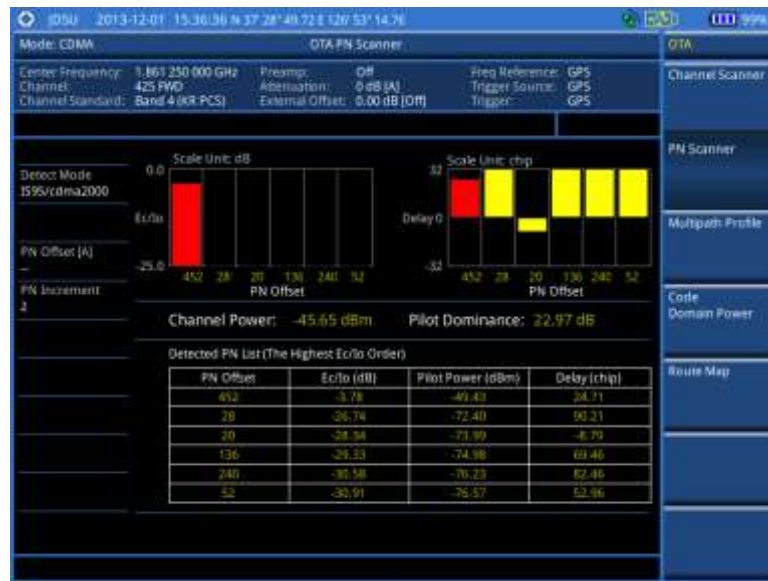 JDSU 2013-12-01 15:36:36 N 37° 28' 49.72 E 126° 53' 14.76 99%
Mode: CDMA OTA PN Scanner OTA
Center Frequency: 1.861 250 000 GHz Preamp: Off Freq Reference: GPS
Channel: 425 FWD Attenuation: 0 dB [A] Trigger Source: GPS
Channel Standard: Band 4 (KR PCS) External Offset: 0.00 dB [Off] Trigger: GPS
Channel Scanner
PN Scanner
Multipath Profile
Code
Domain Power
Route Map
Detect Mode
IS95/cdma2000
PN Offset [A]
--
PN Increment
2
Scale Unit: dB
0.0
Ec/Io
-25.0
452 28 20 136 240 52
PN Offset
Scale Unit: chip
32
Delay 0
-32
452 28 20 136 240 52
PN Offset
Channel Power: -45.65 dBm Pilot Dominance: 22.97 dB
Detected PN List (The Highest Ec/Io Order)
PN Offset Ec/Io (dB) Pilot Power (dBm) Delay (chip)
452 -3.78 -49.43 24.71
28 -26.74 -72.40 90.21
20 -28.34 -73.99 -8.79
136 -29.33 -74.98 69.46
240 -30.58 -76.23 82.46
52 -30.91 -76.57 52.96